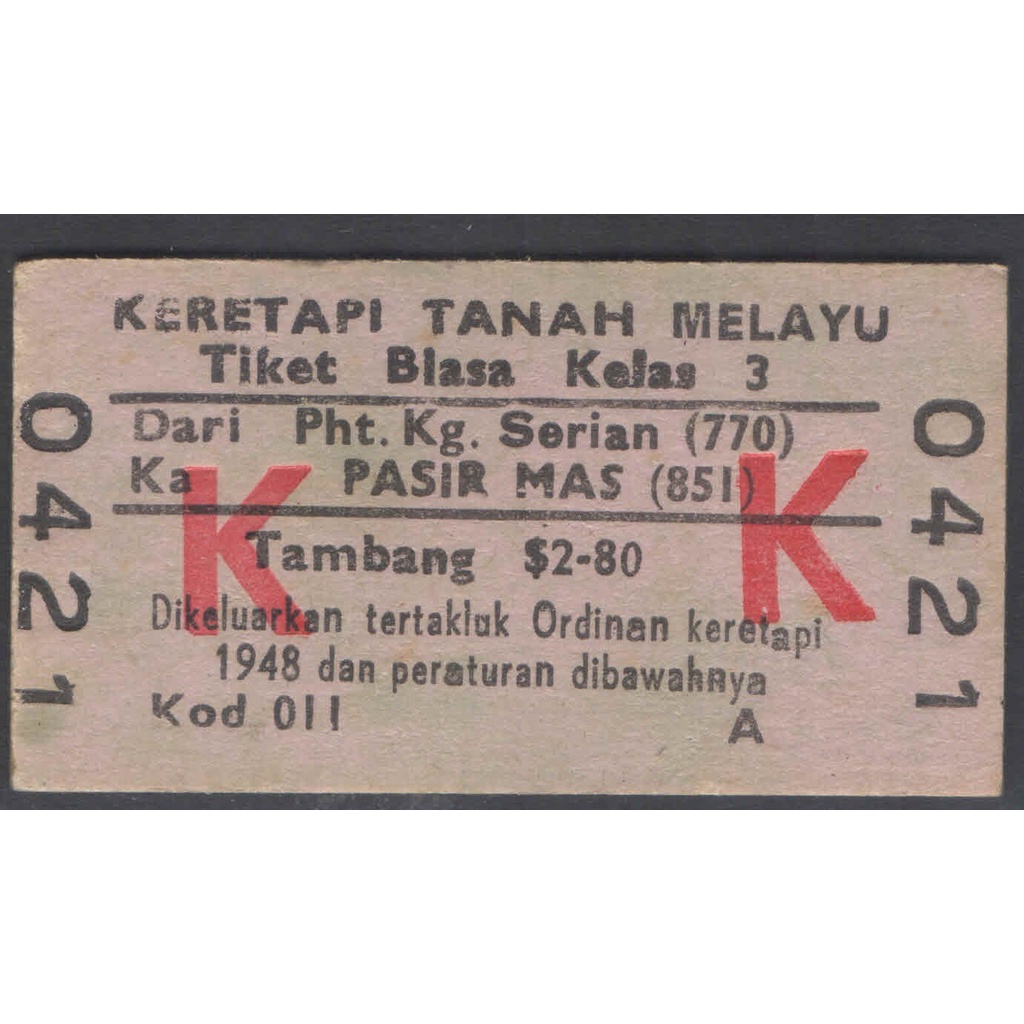 KERETAPI TANAH MELAYU
Tiket Biasa Kelas 3
Dari Pht. Kg. Serian (770)
Ka PASIR MAS (851)
K K
Tambang $2-80
Dikeluarkan tertakluk Ordinan keretapi
1948 dan peraturan dibawahnya
Kod 011 A
0421
0421